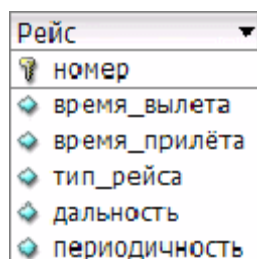 Рейс
номер
время_вылета
время_прилёта
тип_рейса
дальность
периодичность